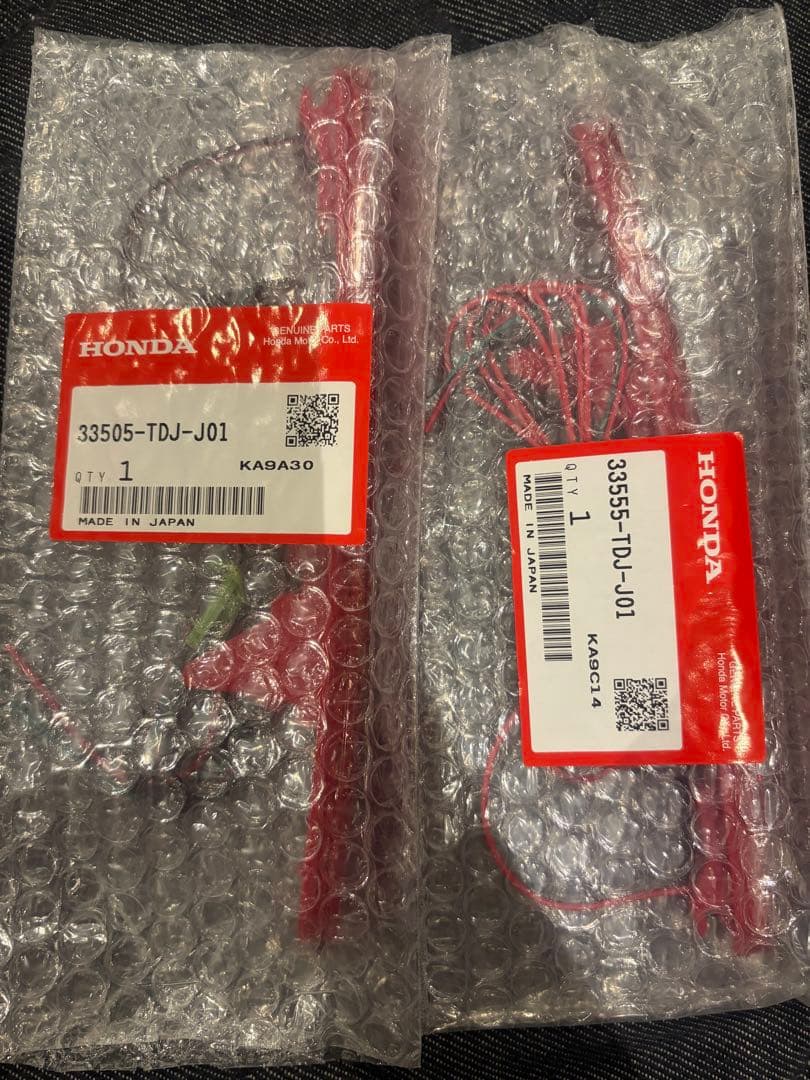 HONDA
GENUINE PARTS
Honda Motor Co., Ltd.
33505-TDJ-J01
QTY 1
KA9A30
MADE IN JAPAN
HONDA
GENUINE PARTS
Honda Motor Co., Ltd.
33555-TDJ-J01
QTY 1
KA9C14
MADE IN JAPAN